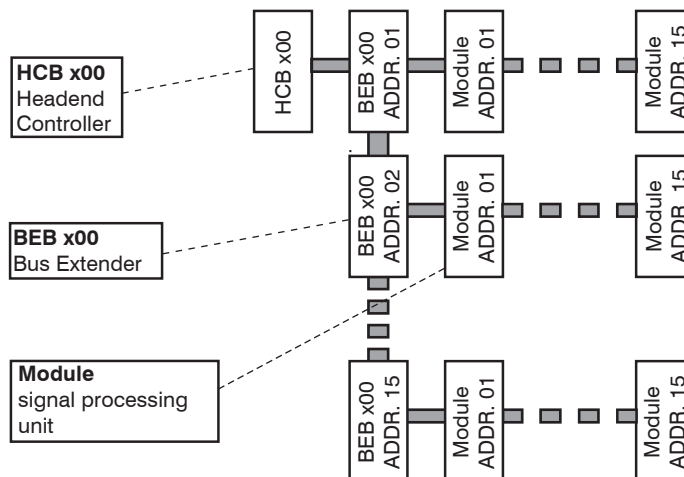 HCB x00
Headend
Controller
HCB x00
BEB x00
ADDR. 01
Module
ADDR. 01
Module
ADDR. 15
BEB x00
Bus Extender
BEB x00
ADDR. 02
Module
ADDR. 01
Module
ADDR. 15
Module
signal processing
unit
BEB x00
ADDR. 15
Module
ADDR. 01
Module
ADDR. 15